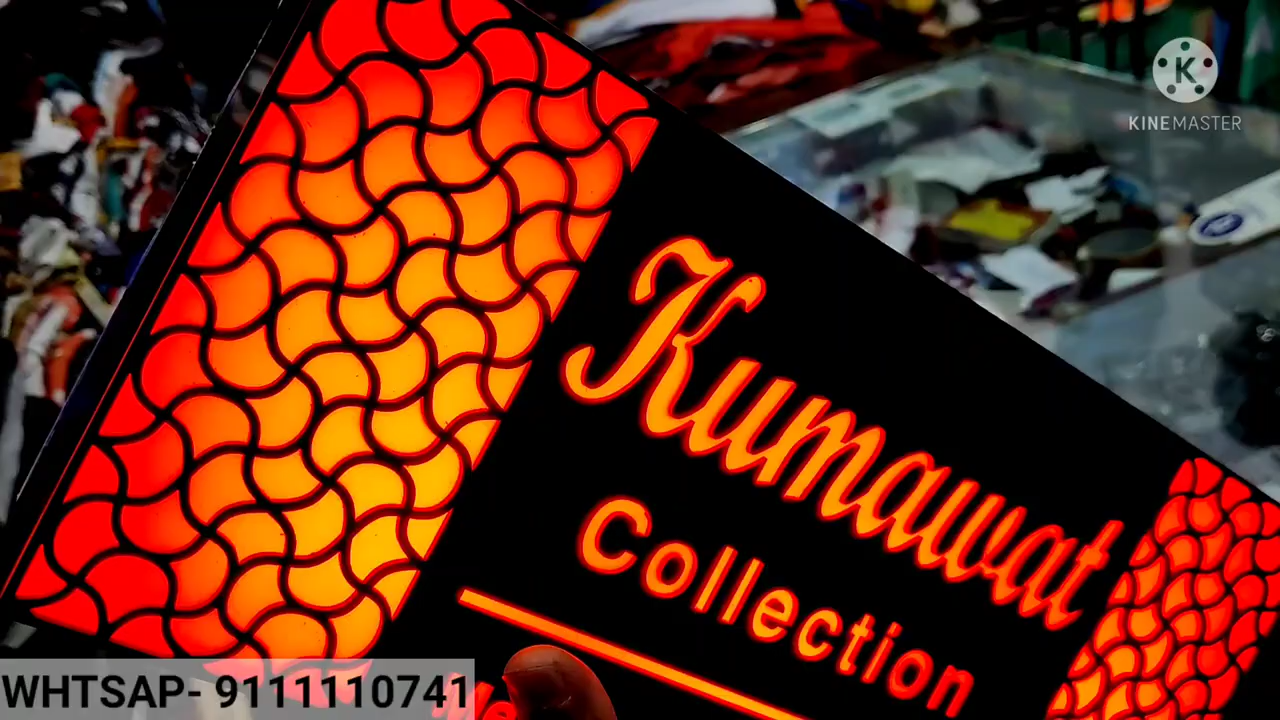 K
KINEMASTER
Kumawat
Collection
WHTSAP- 9111110741